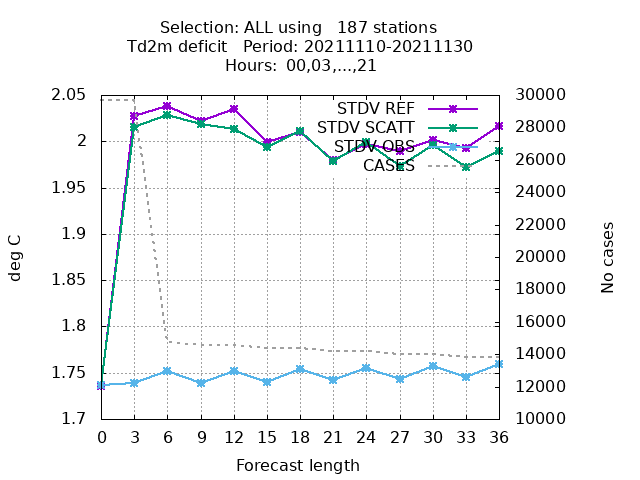 Selection: ALL using   187 stations
Td2m deficit   Period: 20211110-20211130
Hours:  00,03,...,21
2.05
2
1.95
1.9
1.85
1.8
1.75
1.7
deg C
30000
28000
26000
24000
22000
20000
18000
16000
14000
12000
10000
No cases
STDV REF
STDV SCATT
STDV OBS
CASES
0 3 6 9 12 15 18 21 24 27 30 33 36
Forecast length